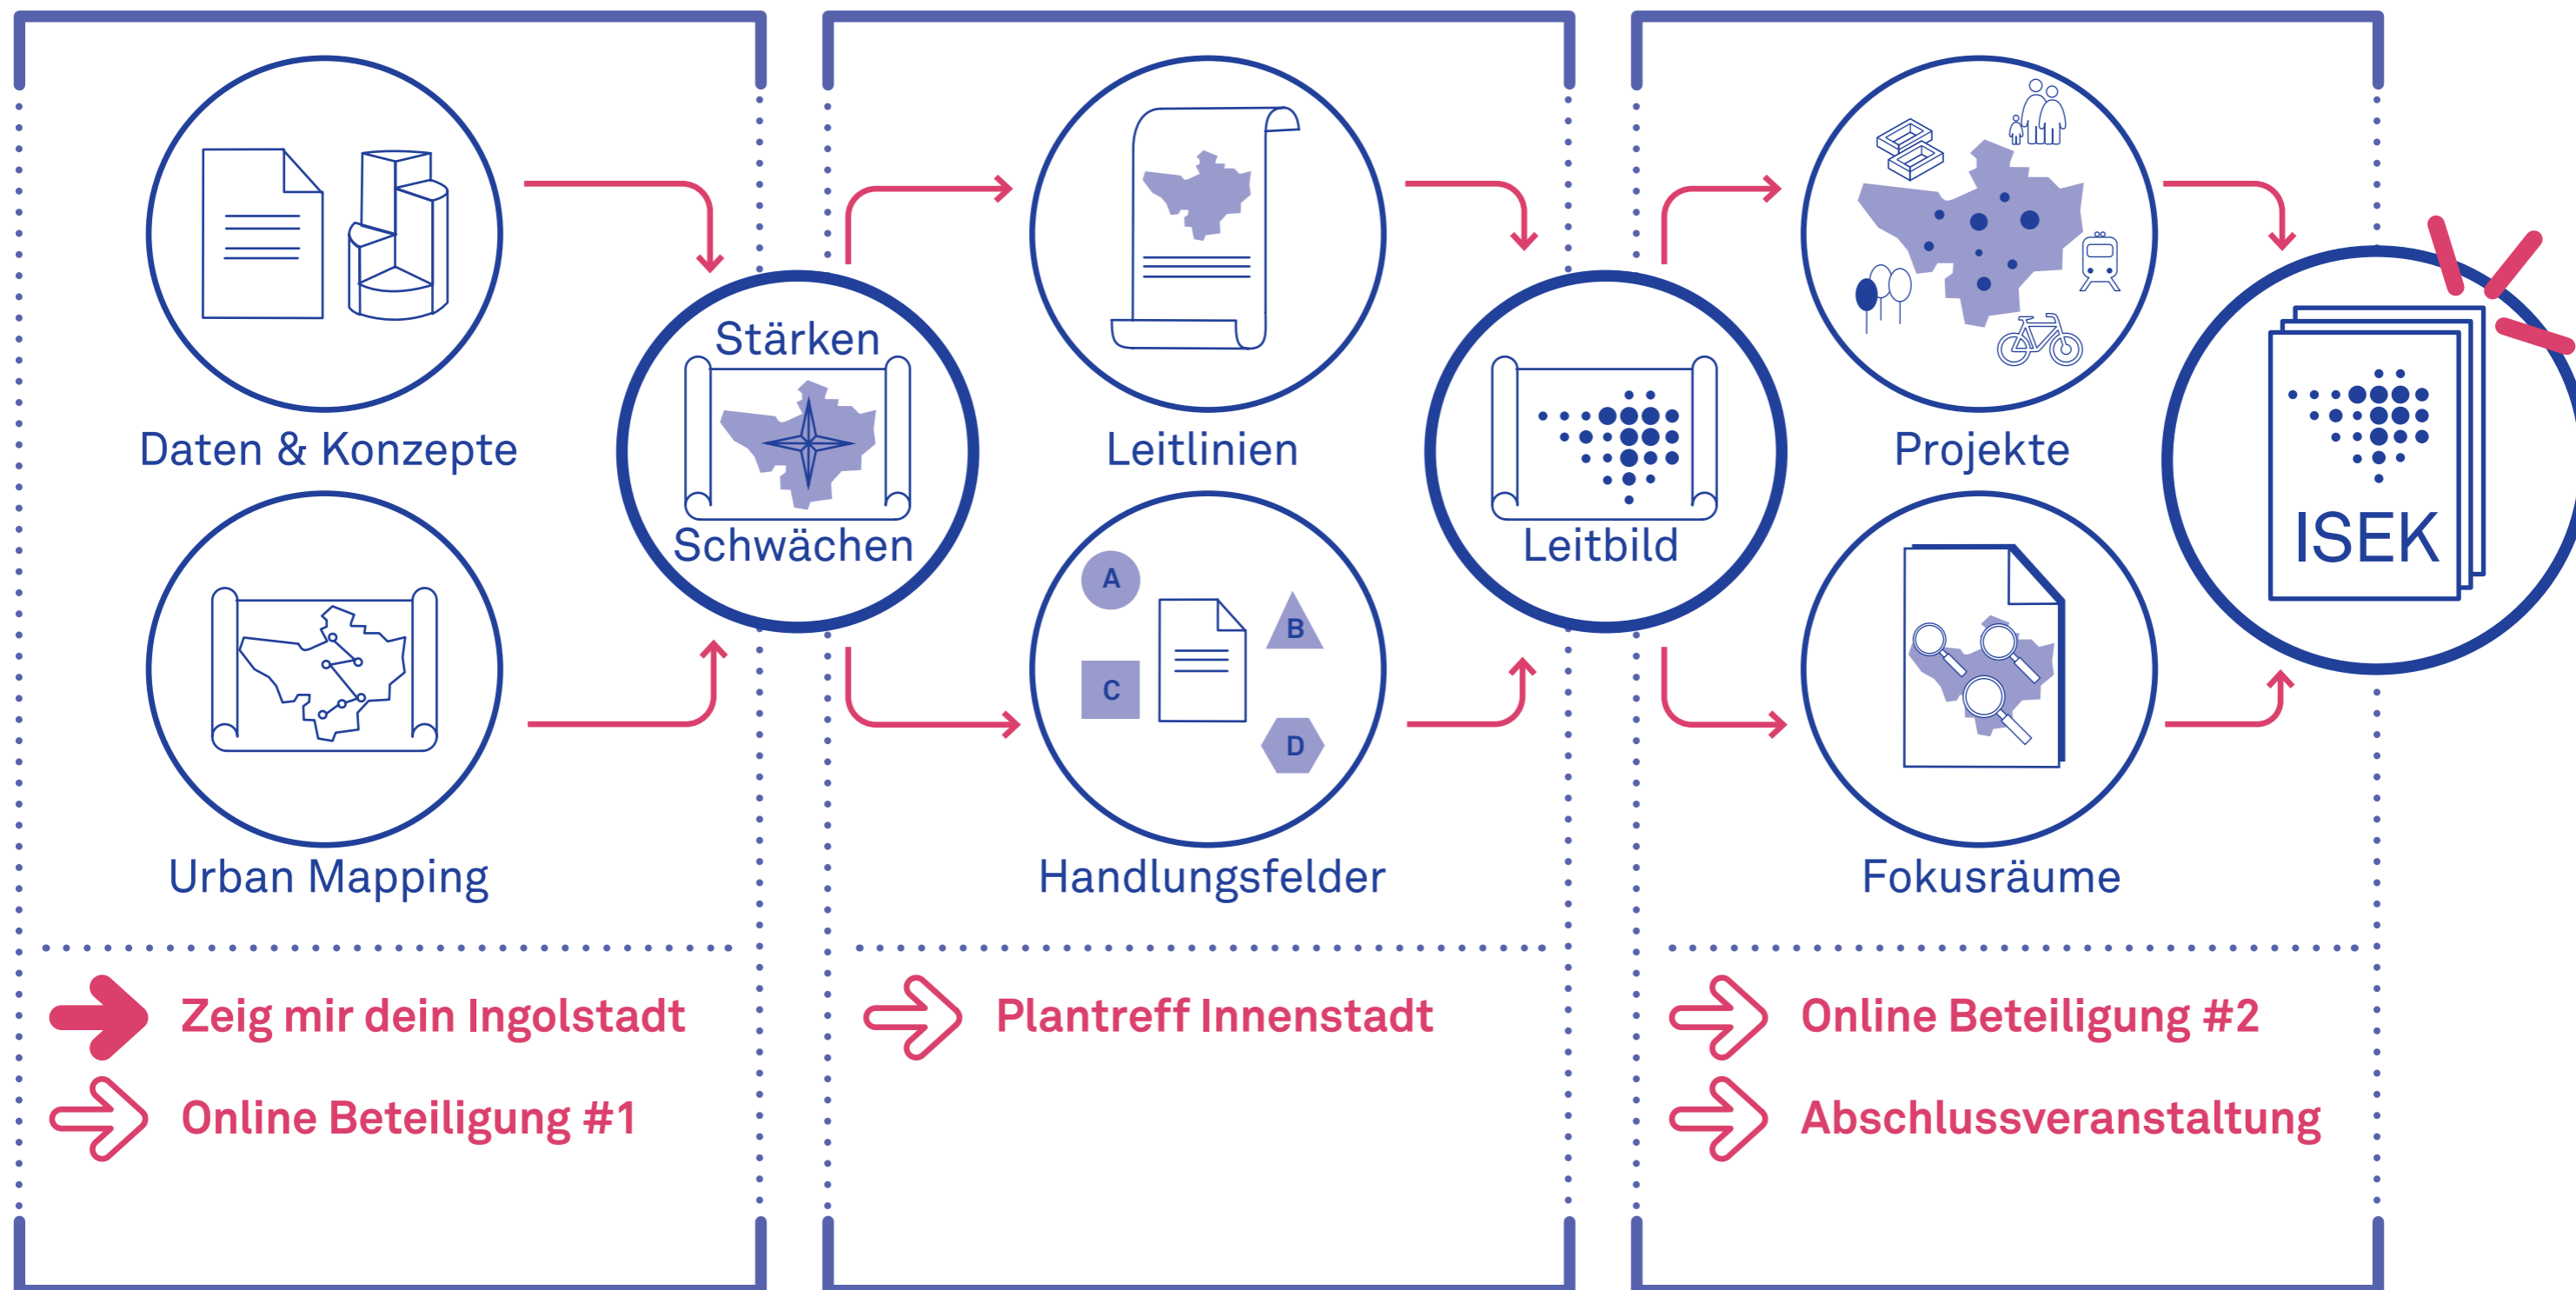 Daten & Konzepte
Urban Mapping
Stärken
Schwächen
Leitlinien
A
B
C
D
Handlungsfelder
Leitbild
Projekte
Fokusräume
ISEK
Zeig mir dein Ingolstadt
Online Beteiligung #1
Plantreff Innenstadt
Online Beteiligung #2
Abschlussveranstaltung